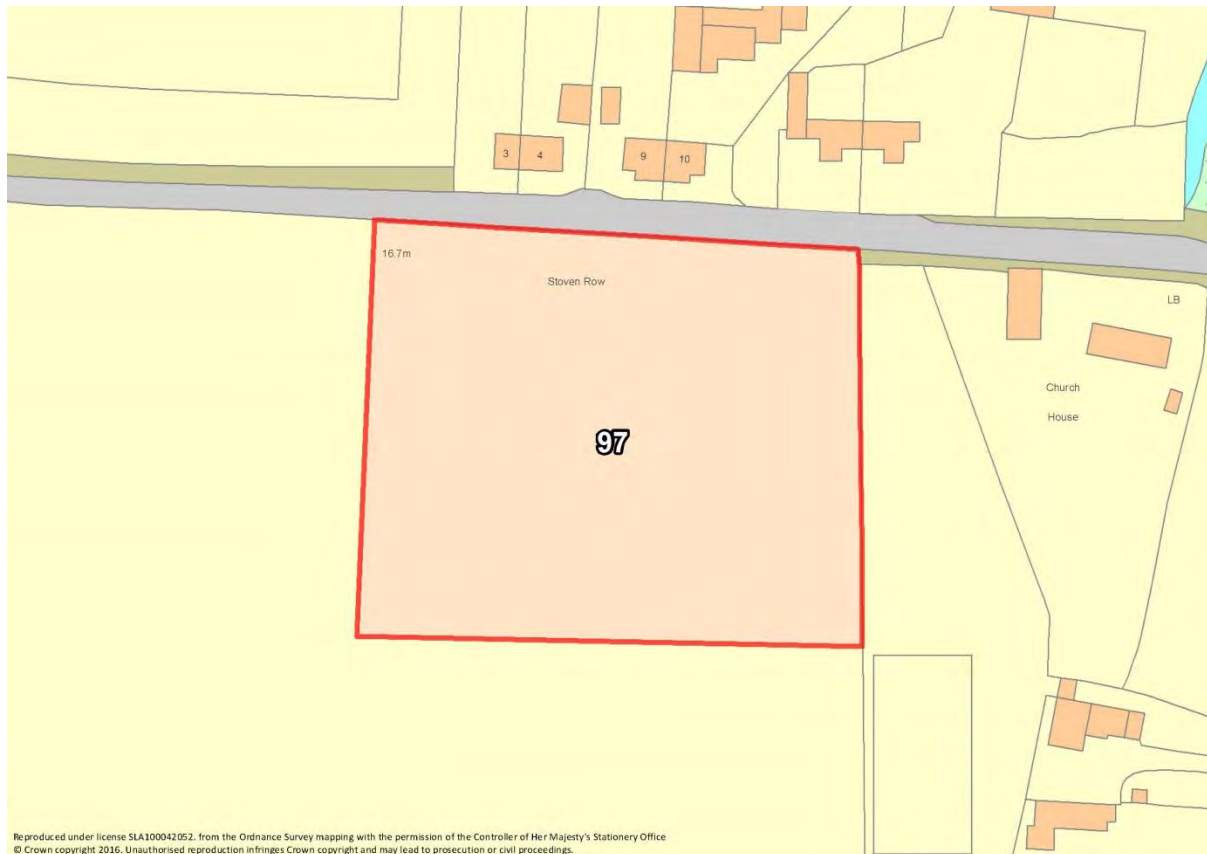 3
4
9
10
16.7m
Stoven Row
LB
Church
House
97
Reproduced under license SLA100042052. from the Ordnance Survey mapping with the permission of the Controller of Her Majesty's Stationery Office
© Crown copyright 2016. Unauthorised reproduction infringes Crown copyright and may lead to prosecution or civil proceedings.